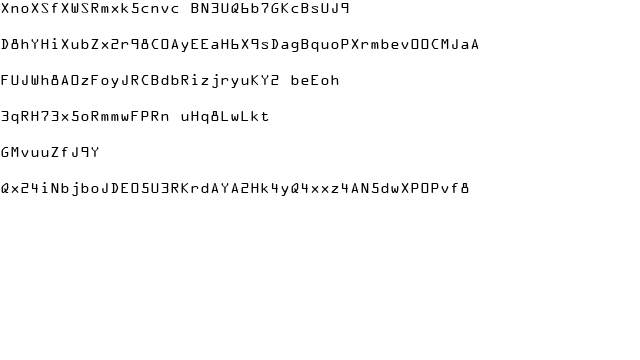 XnoXSfXWSRmxk5cnvc BN3UQ6b7GKcBsUJ9
D8hYHiXubZx2r98COAyEEaH6X9sDagBquoPXrmbevOOCMJaA
FUJWh8AOzFoyJRCBdbRizjryuKY2 beEoh
3qRH73x5oRmmwFPRn uHq8LwLkt
GMvuuZfJ9Y
Qx24iNbjboJDEO5U3RKrdAYA2Hk4yQ4xxz4AN5dwXPOPvf8